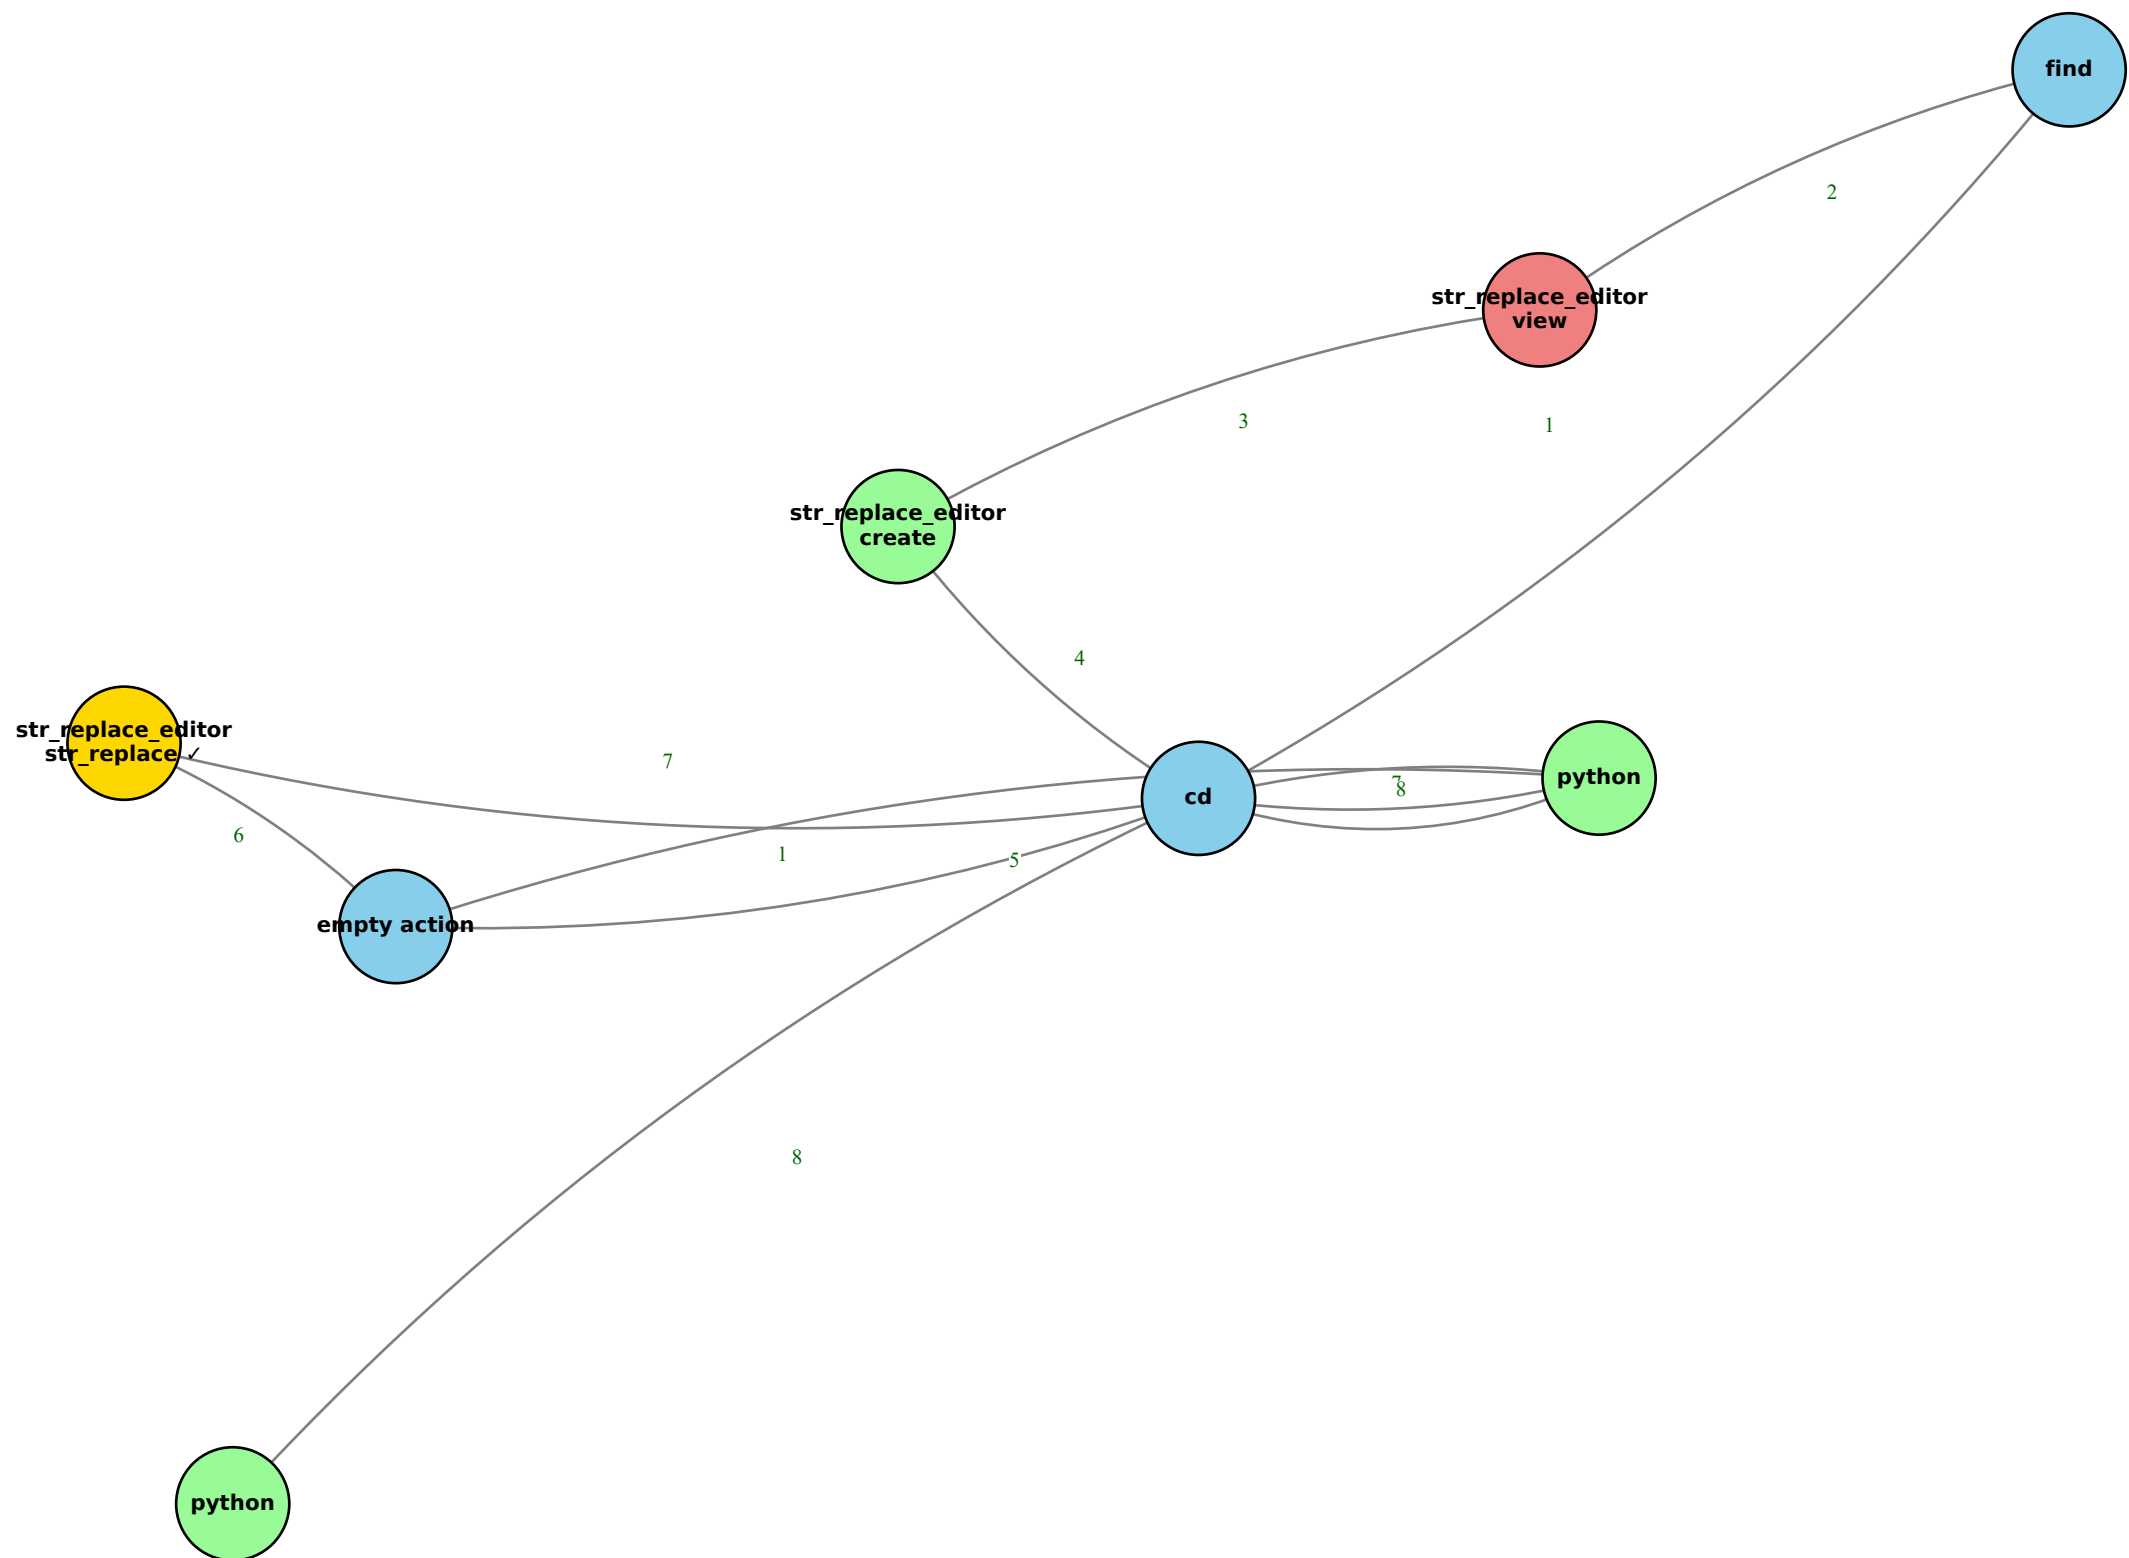 find
2
str_replace_editor
view
3
1
str_replace_editor
create
4
str_replace_editor
str_replace ✓
7
cd
python
7
8
6
1
5
empty action
8
python